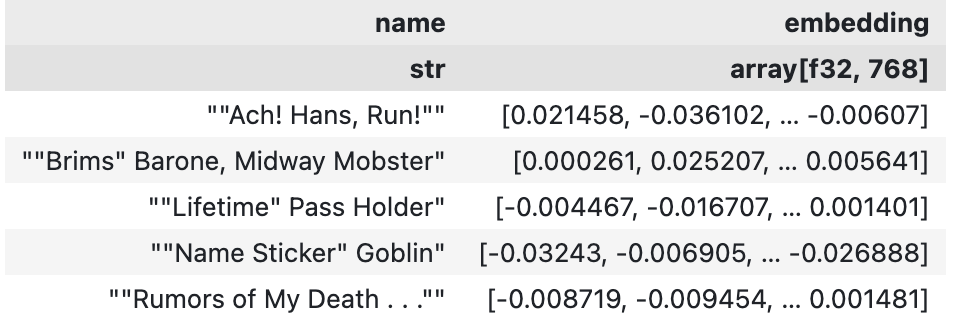 name embedding
str array[f32, 768]
""Ach! Hans, Run!"" [0.021458, -0.036102, … -0.00607]
""Brims" Barone, Midway Mobster" [0.000261, 0.025207, … 0.005641]
""Lifetime" Pass Holder" [-0.004467, -0.016707, … 0.001401]
""Name Sticker" Goblin" [-0.03243, -0.006905, … -0.026888]
""Rumors of My Death . . ."" [-0.008719, -0.009454, … 0.001481]